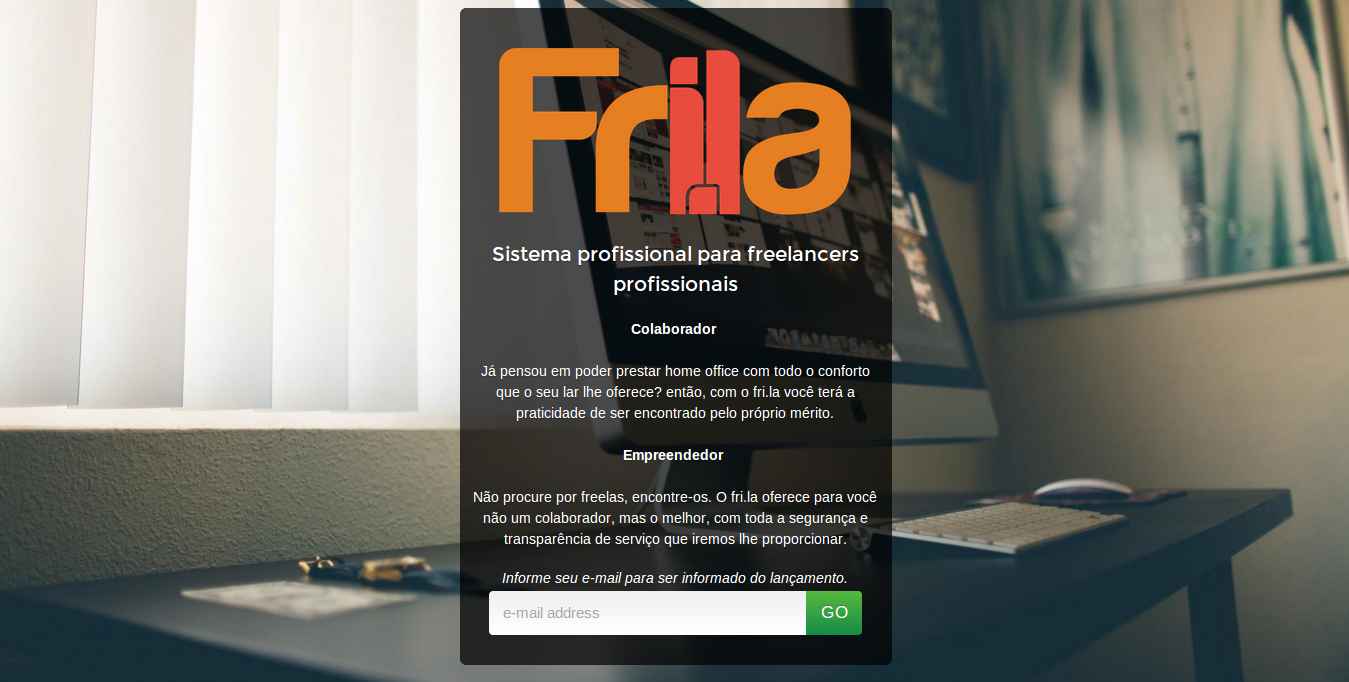 Fri.la
Sistema profissional para freelancers
profissionais
Colaborador
Já pensou em poder prestar home office com todo o conforto
que o seu lar lhe oferece? então, com o fri.la você terá a
praticidade de ser encontrado pelo próprio mérito.
Empreendedor
Não procure por freelas, encontre-os. O fri.la oferece para você
não um colaborador, mas o melhor, com toda a segurança e
transparência de serviço que iremos lhe proporcionar.
Informe seu e-mail para ser informado do lançamento.
e-mail address
GO